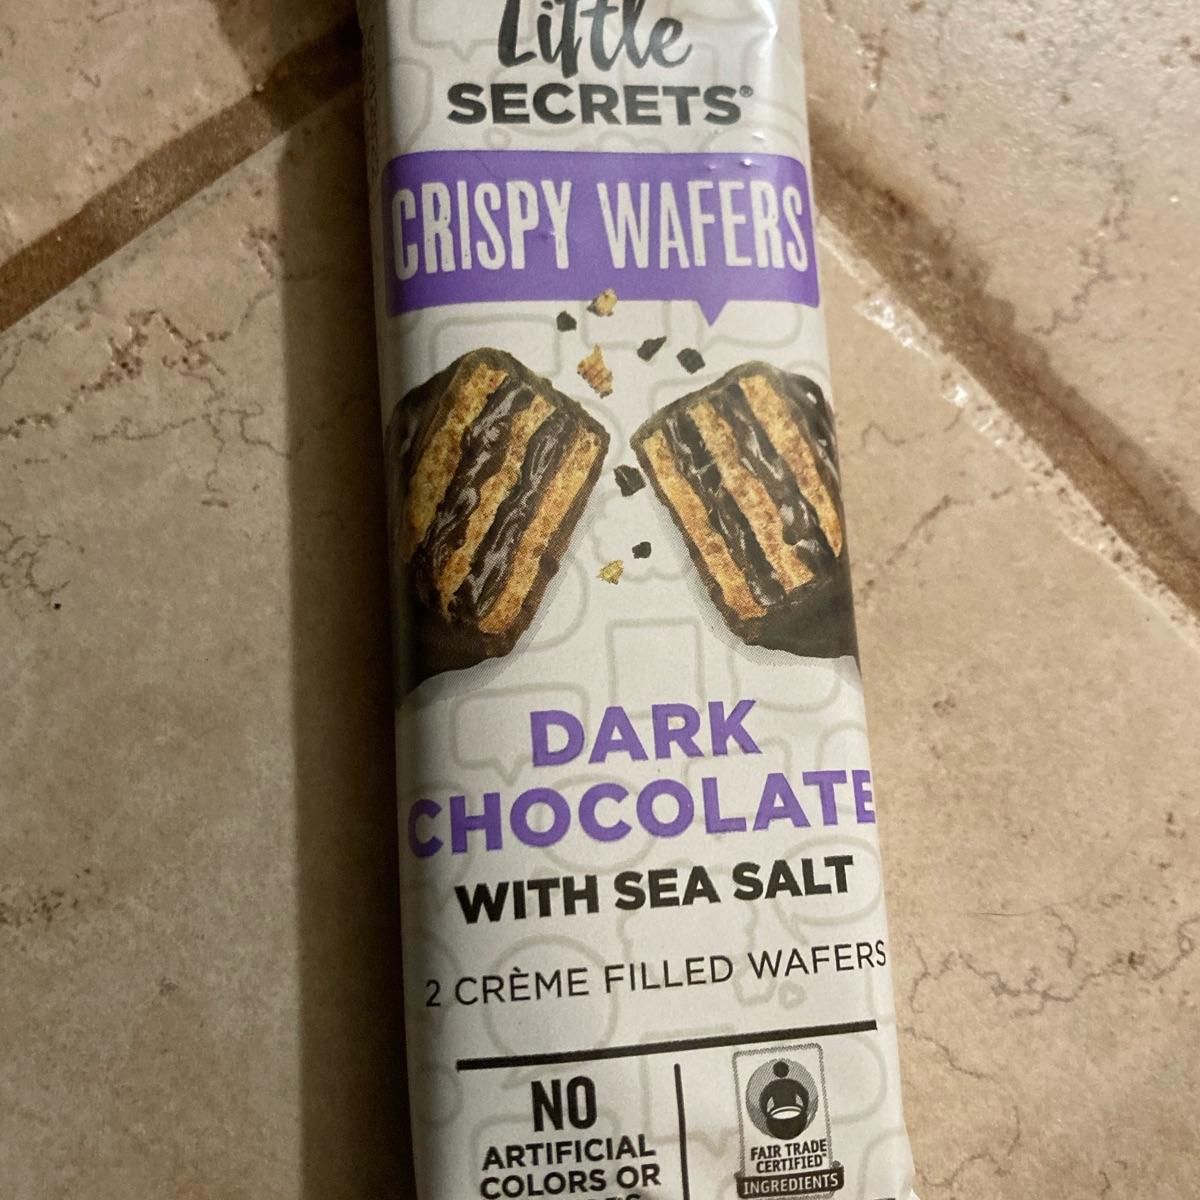 Little
SECRETS®
CRISPY WAFERS
DARK
CHOCOLATE
WITH SEA SALT
2 CRÈME FILLED WAFERS
NO
ARTIFICIAL
COLORS OR
FAIR TRADE
CERTIFIED™
INGREDIENTS